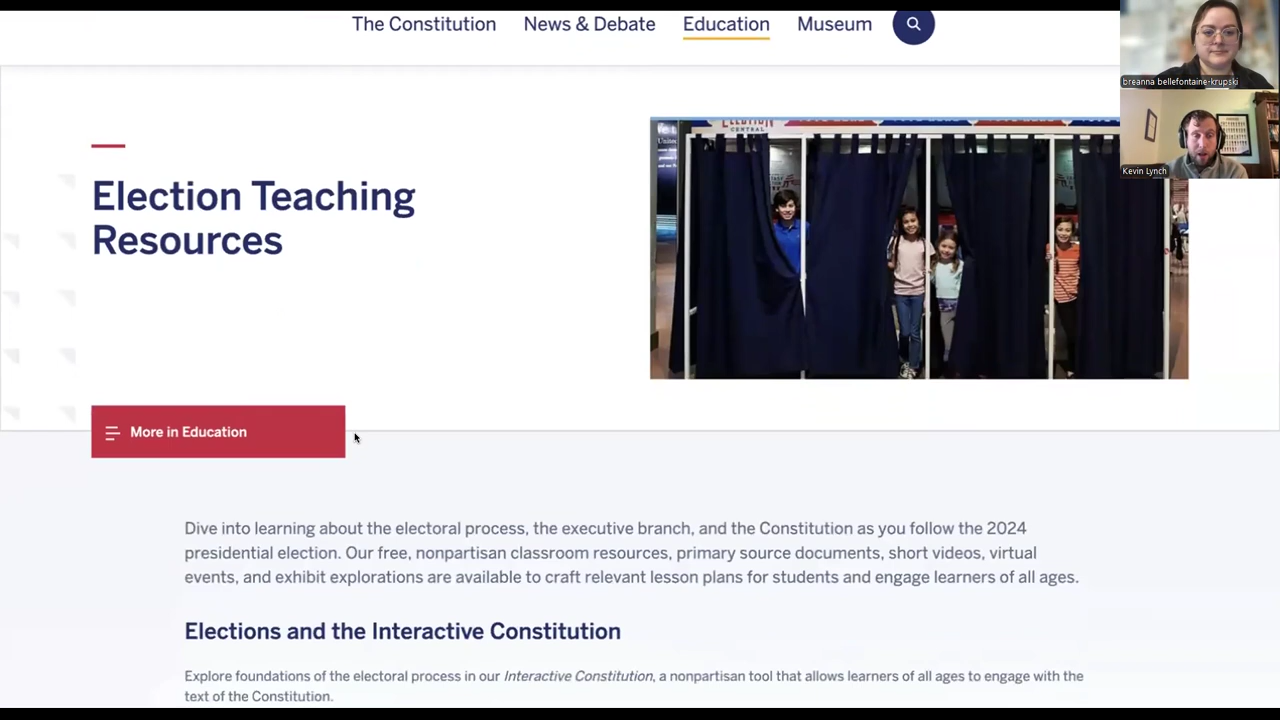 The Constitution
News & Debate
Education
Museum
breanna bellefontaine-krupski
Kevin Lynch
ELECTION
CENTRAL
Election Teaching
Resources
More in Education
Dive into learning about the electoral process, the executive branch, and the Constitution as you follow the 2024
presidential election. Our free, nonpartisan classroom resources, primary source documents, short videos, virtual
events, and exhibit explorations are available to craft relevant lesson plans for students and engage learners of all ages.
Elections and the Interactive Constitution
Explore foundations of the electoral process in our Interactive Constitution, a nonpartisan tool that allows learners of all ages to engage with the
text of the Constitution.